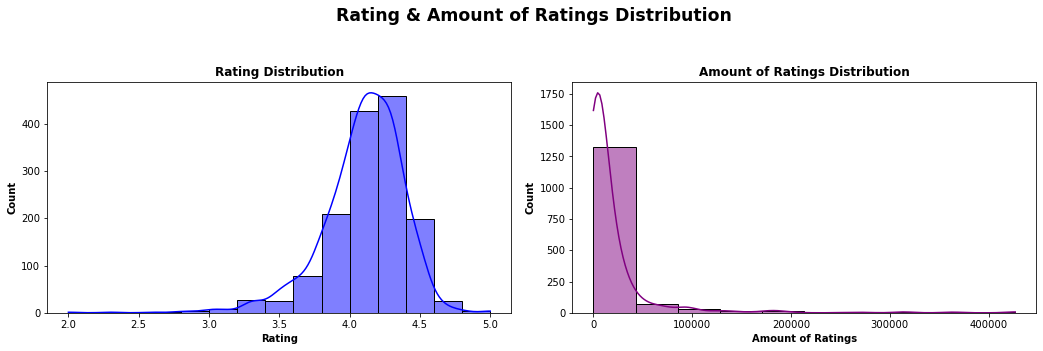 Rating & Amount of Ratings Distribution
Rating Distribution
Count
400
300
200
100
0
2.0 2.5 3.0 3.5 4.0 4.5 5.0
Rating
Amount of Ratings Distribution
Count
1750
1500
1250
1000
750
500
250
0
0 100000 200000 300000 400000
Amount of Ratings